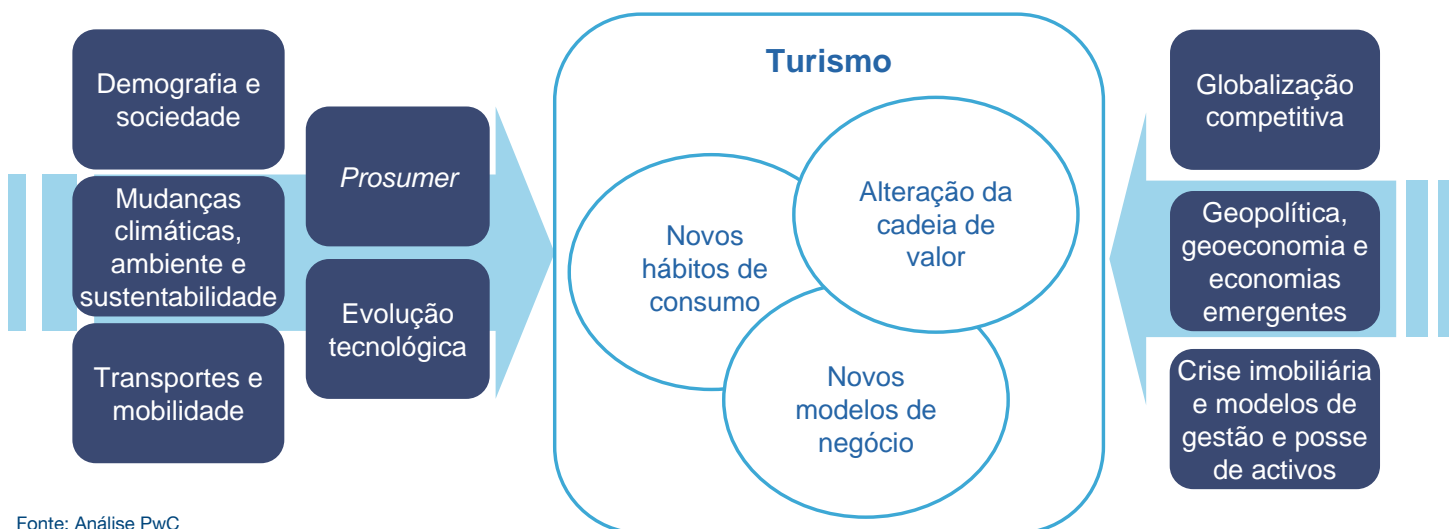 Demografia e
sociedade
Mudanças
climáticas,
ambiente e
sustentabilidade
Transportes e
mobilidade
Prosumer
Evolução
tecnológica
Turismo
Novos
hábitos de
consumo
Alteração da
cadeia de
valor
Novos
modelos de
negócio
Globalização
competitiva
Geopolítica,
geoeconomia e
economias
emergentes
Crise imobiliária
e modelos de
gestão e posse
de activos
Fonte: Análise PwC